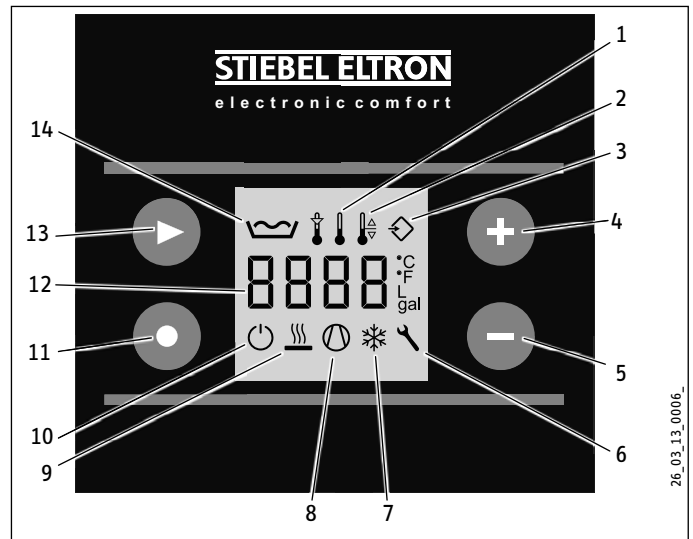 STIEBEL ELTRON
electronic comfort
1
2
3
4
5
6
7
8
9
10
11
12
13
14
8888
°C
°F
L
gal
26_03_13_0006_